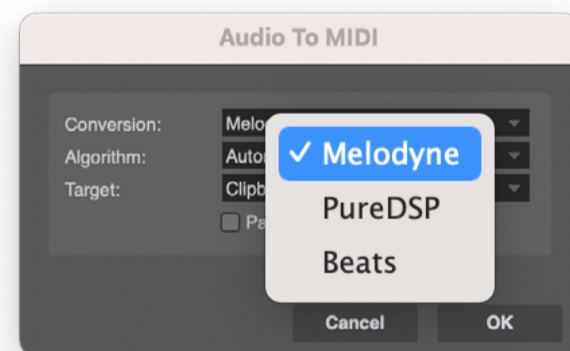 Audio To MIDI
Conversion:
Algorithm:
Target:
✓ Melodyne
PureDSP
Beats
Cancel
OK